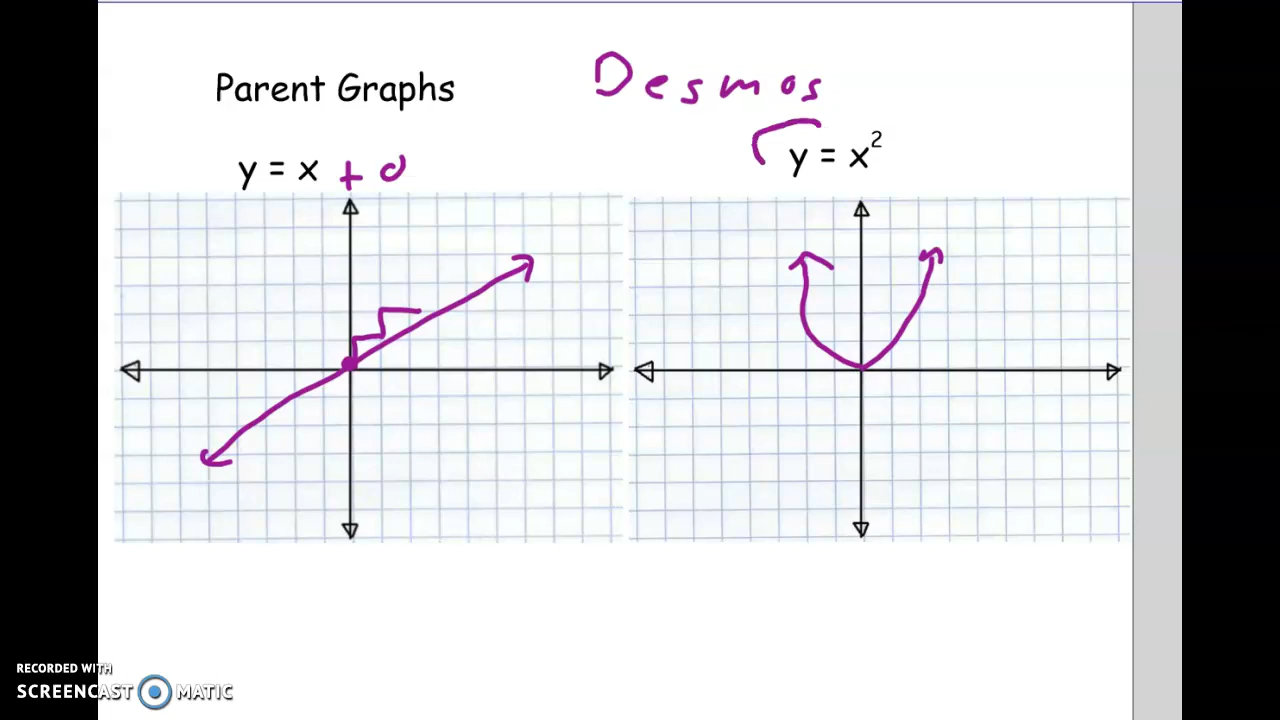 Parent Graphs
Desmos
y = x + 0
y = x²
RECORDED WITH
SCREENCAST MATIC